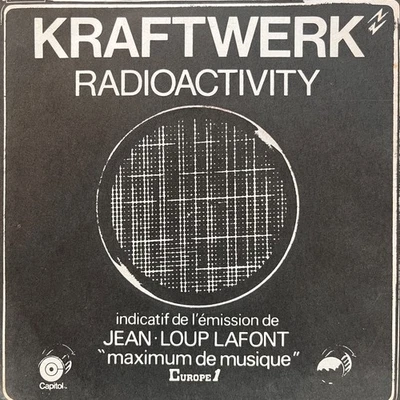 KRAFTWERK
RADIOACTIVITY
indicatif de l'émission de
JEAN·LOUP LAFONT
"maximum de musique"
EUROPE 1
Capitol